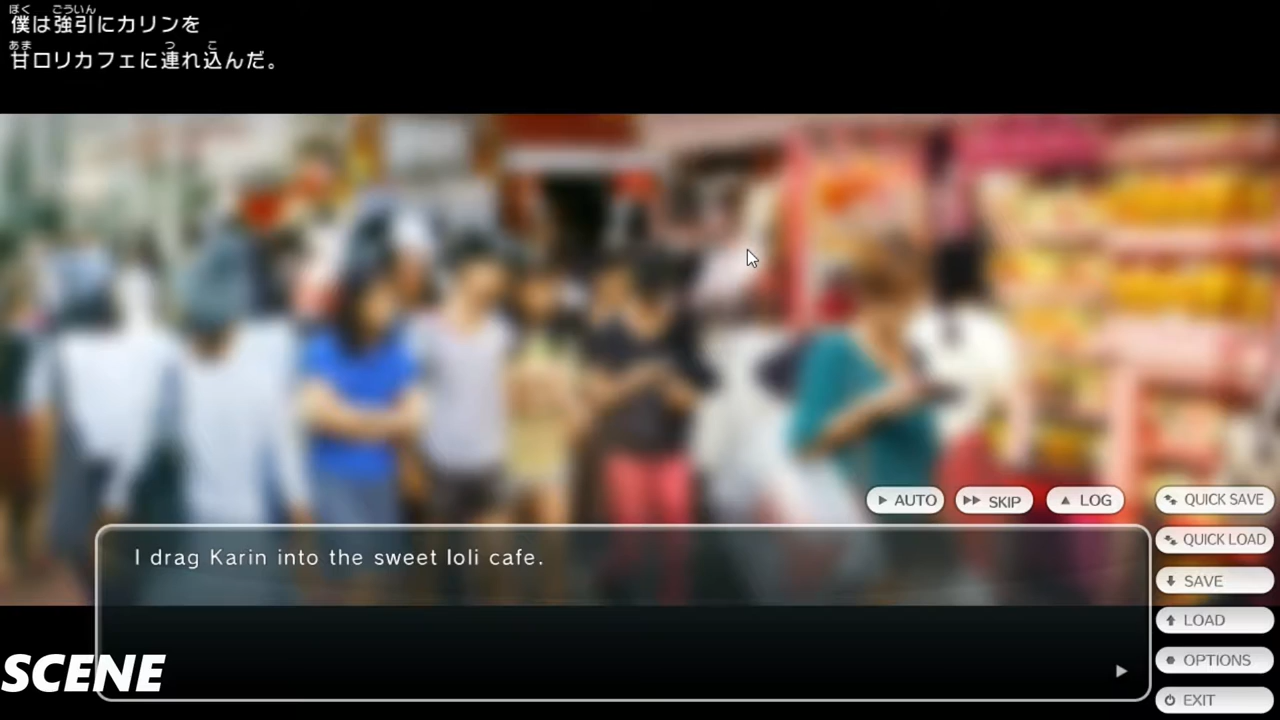 僕は強引にカリンを
甘ロリカフェに連れ込んだ。
AUTO
SKIP
LOG
QUICK SAVE
QUICK LOAD
I drag Karin into the sweet loli cafe.
SAVE
LOAD
OPTIONS
SCENE
EXIT